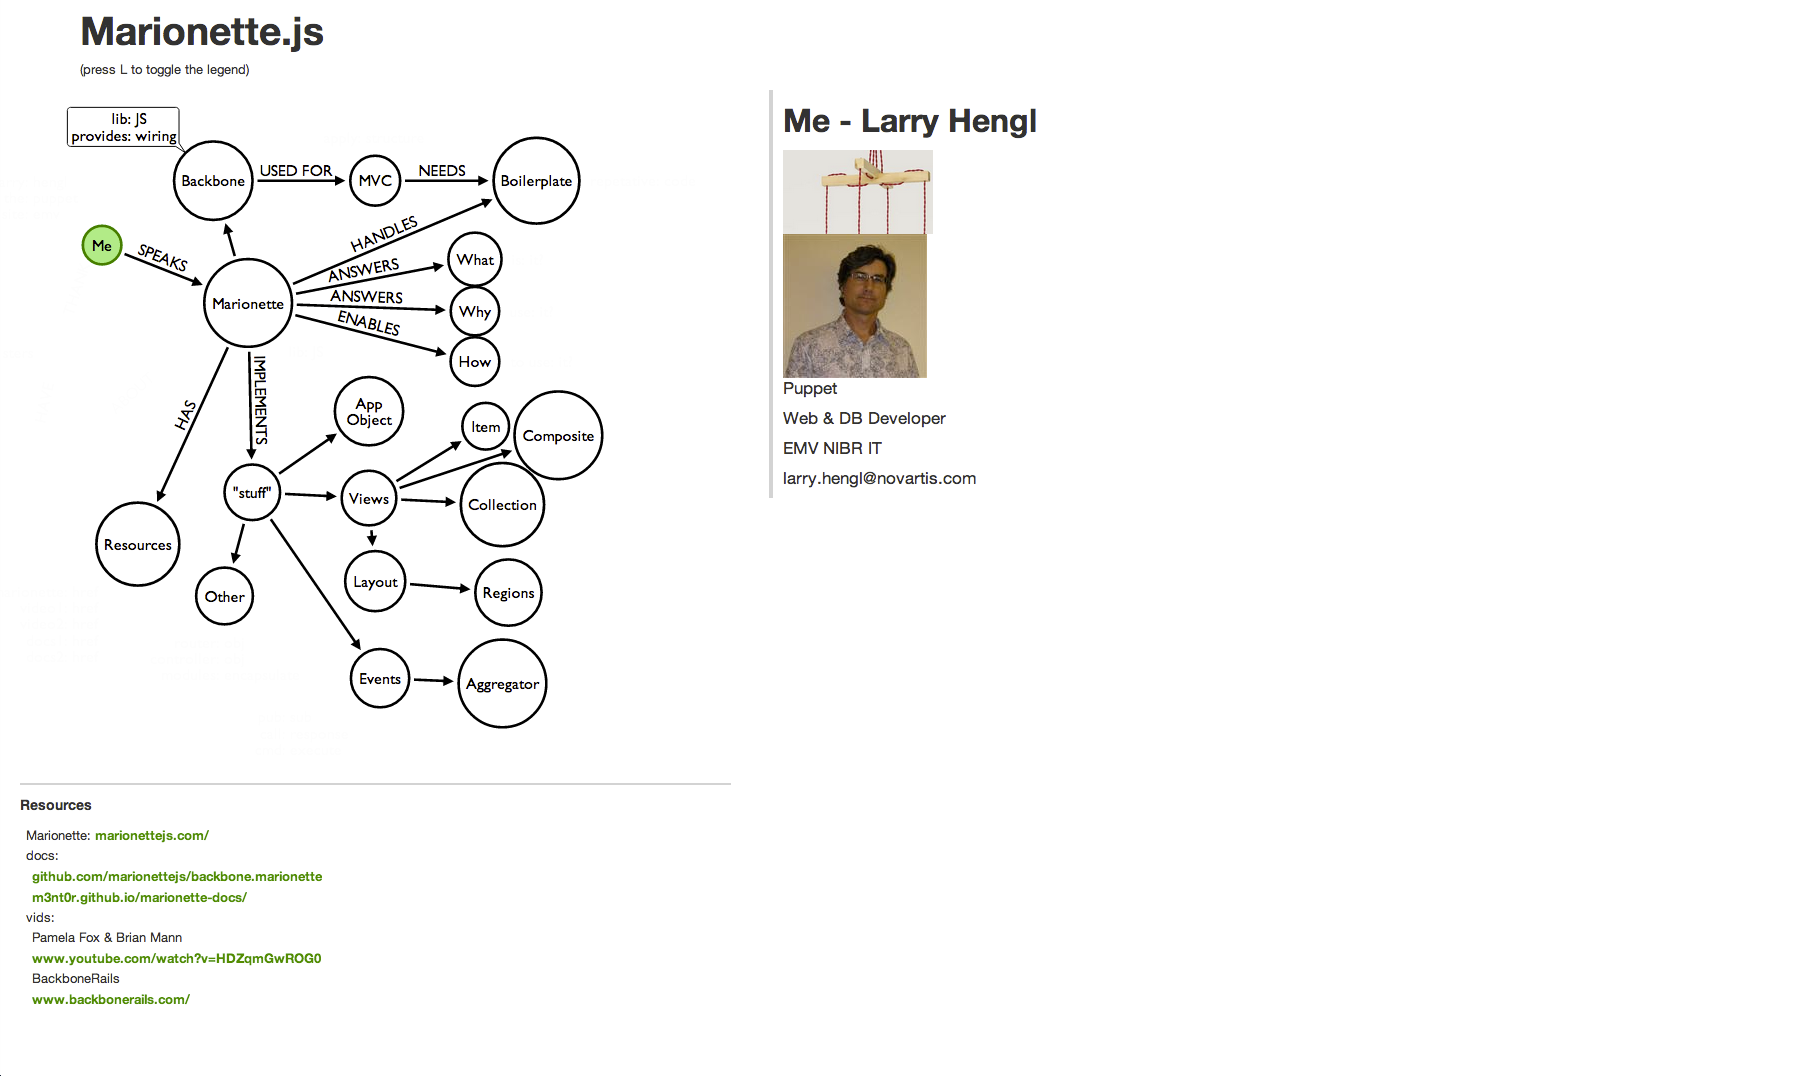 Marionette.js
(press L to toggle the legend)
lib: JS
provides: wiring
Backbone
USED FOR
MVC
NEEDS
Boilerplate
Me
SPEAKS
Marionette
HANDLES
ANSWERS
What
ANSWERS
Why
ENABLES
How
HAS
IMPLEMENTS
App
Object
Item
Composite
"stuff"
Views
Collection
Resources
Other
Layout
Regions
Events
Aggregator
Me - Larry Hengl
Puppet
Web & DB Developer
EMV NIBR IT
larry.hengl@novartis.com
Resources
Marionette: marionettejs.com/
docs:
github.com/marionettejs/backbone.marionette
m3nt0r.github.io/marionette-docs/
vids:
Pamela Fox & Brian Mann
www.youtube.com/watch?v=HDZqmGwROG0
BackboneRails
www.backbonerails.com/